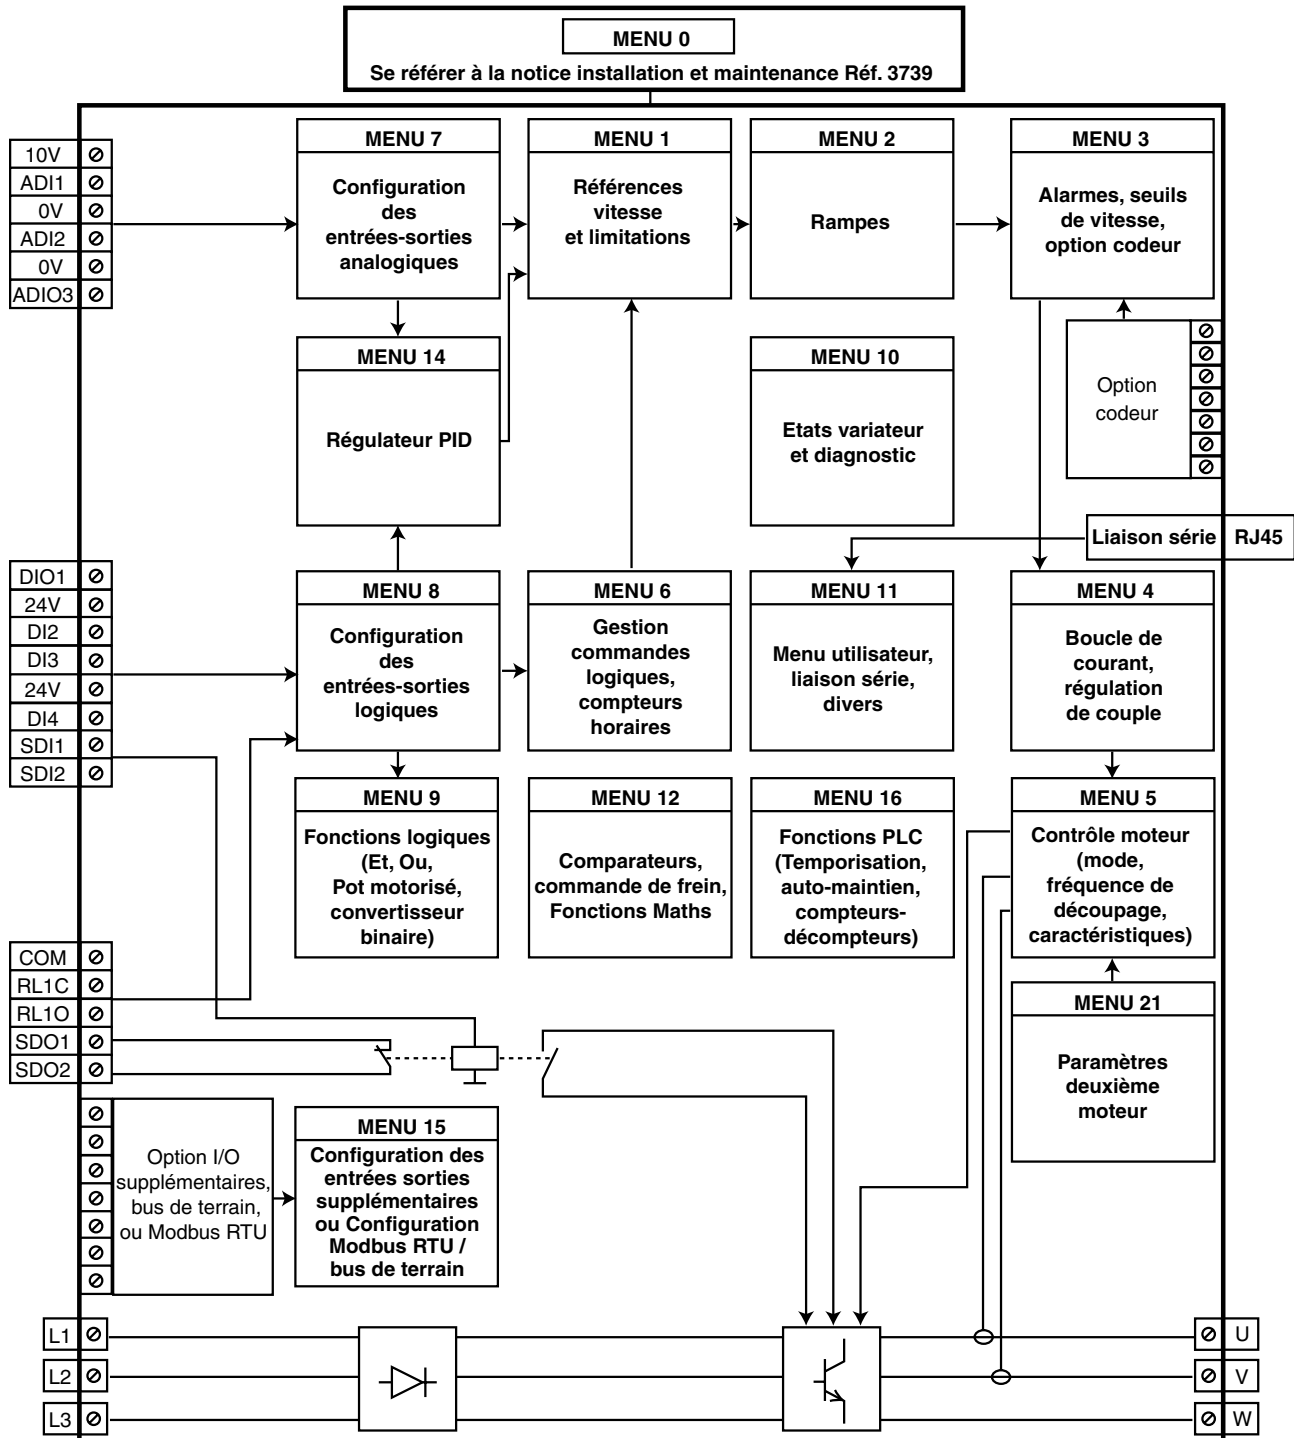 MENU 0
Se référer à la notice installation et maintenance Réf. 3739
10V
ADI1
0V
ADI2
0V
ADIO3
MENU 7
Configuration
des
entrées-sorties
analogiques
MENU 1
Références
vitesse
et limitations
MENU 2
Rampes
MENU 3
Alarmes, seuils
de vitesse,
option codeur
MENU 14
Régulateur PID
MENU 10
Etats variateur
et diagnostic
Option
codeur
Liaison série
RJ45
DIO1
24V
DI2
DI3
24V
DI4
SDI1
SDI2
MENU 8
Configuration
des
entrées-sorties
logiques
MENU 6
Gestion
commandes
logiques,
compteurs
horaires
MENU 11
Menu utilisateur,
liaison série,
divers
MENU 4
Boucle de
courant,
régulation
de couple
MENU 9
Fonctions logiques
(Et, Ou,
Pot motorisé,
convertisseur
binaire)
MENU 12
Comparateurs,
commande de frein,
Fonctions Maths
MENU 16
Fonctions PLC
(Temporisation,
auto-maintien,
compteurs-
décompteurs)
MENU 5
Contrôle moteur
(mode,
fréquence de
découpage,
caractéristiques)
COM
RL1C
RL1O
SDO1
SDO2
MENU 21
Paramètres
deuxième
moteur
Option I/O
supplémentaires,
bus de terrain,
ou Modbus RTU
MENU 15
Configuration des
entrées sorties
supplémentaires
ou Configuration
Modbus RTU /
bus de terrain
L1
L2
L3
U
V
W